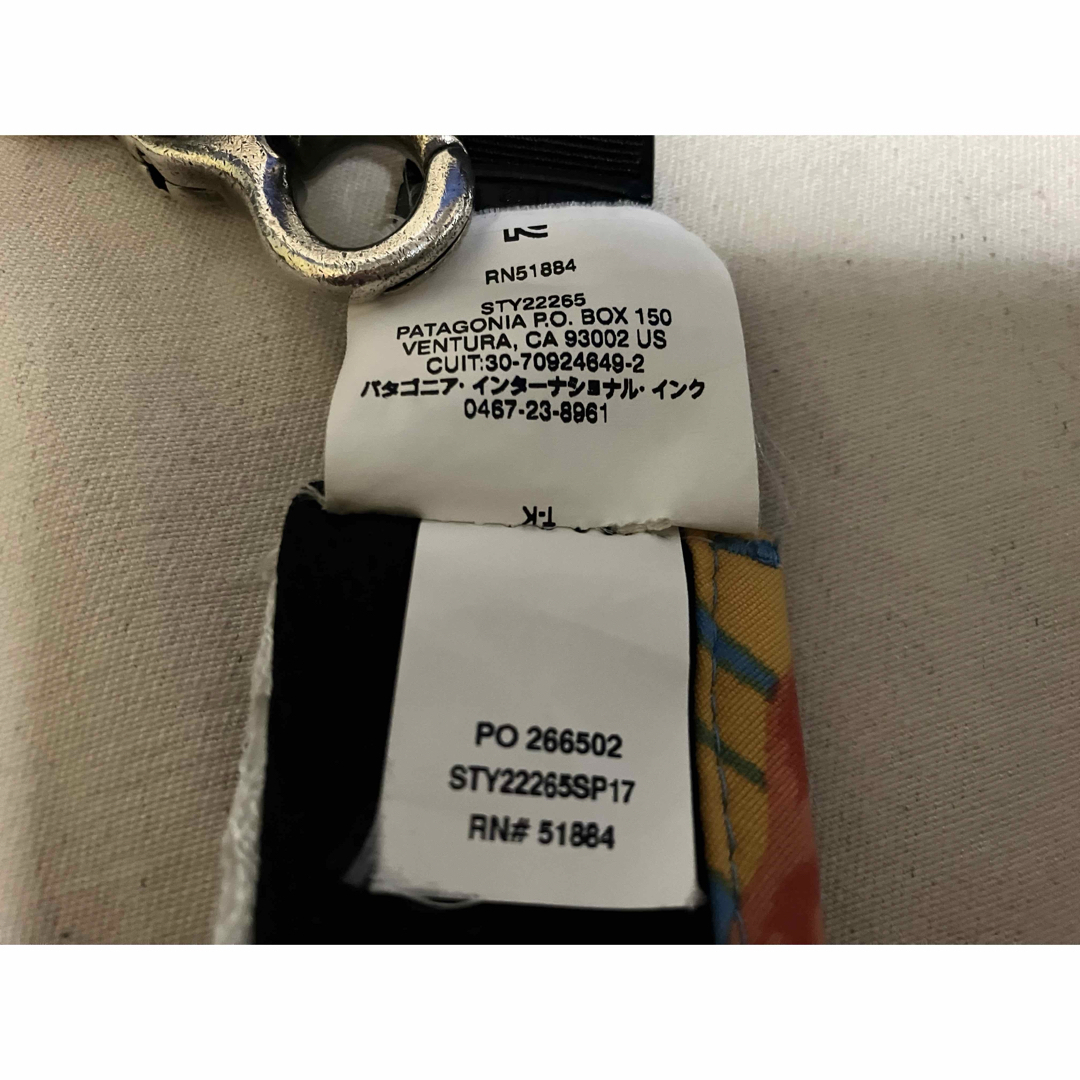 RN51884
STY22265
PATAGONIA P.O. BOX 150
VENTURA, CA 93002 US
CUIT:30-70924649-2
パタゴニア・インターナショナル・インク
0467-23-8961
T-K
PO 266502
STY22265SP17
RN# 51884